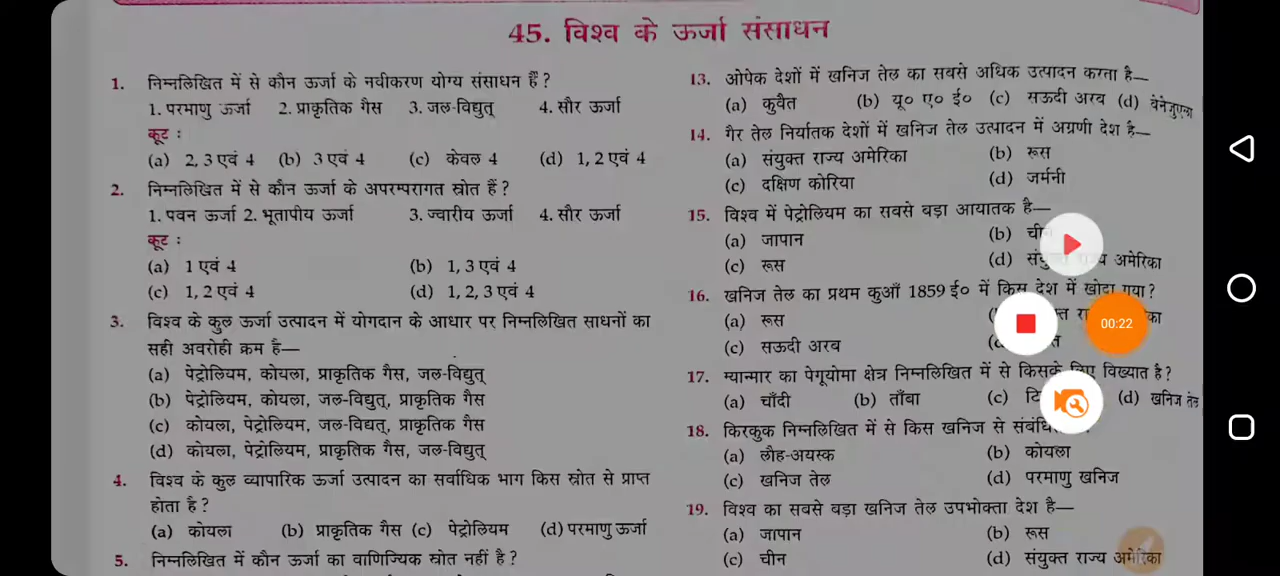 45. विश्व के ऊर्जा संसाधन
1. निम्नलिखित में से कौन ऊर्जा के नवीकरण योग्य संसाधन हैं ?
1. परमाणु ऊर्जा 2. प्राकृतिक गैस 3. जल-विद्युत् 4. सौर ऊर्जा
कूट :
(a) 2, 3 एवं 4 (b) 3 एवं 4 (c) केवल 4 (d) 1, 2 एवं 4
2. निम्नलिखित में से कौन ऊर्जा के अपरम्परागत स्रोत हैं ?
1. पवन ऊर्जा 2. भूतापीय ऊर्जा 3. ज्वारीय ऊर्जा 4. सौर ऊर्जा
कूट :
(a) 1 एवं 4 (b) 1, 3 एवं 4
(c) 1, 2 एवं 4 (d) 1, 2, 3 एवं 4
3. विश्व के कुल ऊर्जा उत्पादन में योगदान के आधार पर निम्नलिखित साधनों का
सही अवरोही क्रम है—
(a) पेट्रोलियम, कोयला, प्राकृतिक गैस, जल-विद्युत्
(b) पेट्रोलियम, कोयला, जल-विद्युत्, प्राकृतिक गैस
(c) कोयला, पेट्रोलियम, जल-विद्युत्, प्राकृतिक गैस
(d) कोयला, पेट्रोलियम, प्राकृतिक गैस, जल-विद्युत्
4. विश्व के कुल व्यापारिक ऊर्जा उत्पादन का सर्वाधिक भाग किस स्रोत से प्राप्त
होता है ?
(a) कोयला (b) प्राकृतिक गैस (c) पेट्रोलियम (d) परमाणु ऊर्जा
5. निम्नलिखित में कौन ऊर्जा का वाणिज्यिक स्रोत नहीं है ?
13. ओपेक देशों में खनिज तेल का सबसे अधिक उत्पादन करता है—
(a) कुवैत (b) यू० ए० ई० (c) सऊदी अरब (d) वेनेजुएला
14. गैर तेल निर्यातक देशों में खनिज तेल उत्पादन में अग्रणी देश है—
(a) संयुक्त राज्य अमेरिका (b) रूस
(c) दक्षिण कोरिया (d) जर्मनी
15. विश्व में पेट्रोलियम का सबसे बड़ा आयातक है—
(a) जापान (b)
(c) रूस (d) अमेरिका
16. खनिज तेल का प्रथम कुआँ 1859 ई० में किस देश में खोदा गया ?
(a) रूस
(c) सऊदी अरब
00:22
17. म्यान्मार का पेगूयोमा क्षेत्र निम्नलिखित में से किसके लिए विख्यात है ?
(a) चाँदी (b) ताँबा (c) (d) खनिज तेल
18. किरकुक निम्नलिखित में से किस खनिज से
(a) लौह-अयस्क (b) कोयला
(c) खनिज तेल (d) परमाणु खनिज
19. विश्व का सबसे बड़ा खनिज तेल उपभोक्ता देश है—
(a) जापान (b) रूस
(c) चीन (d) संयुक्त राज्य अमेरिका